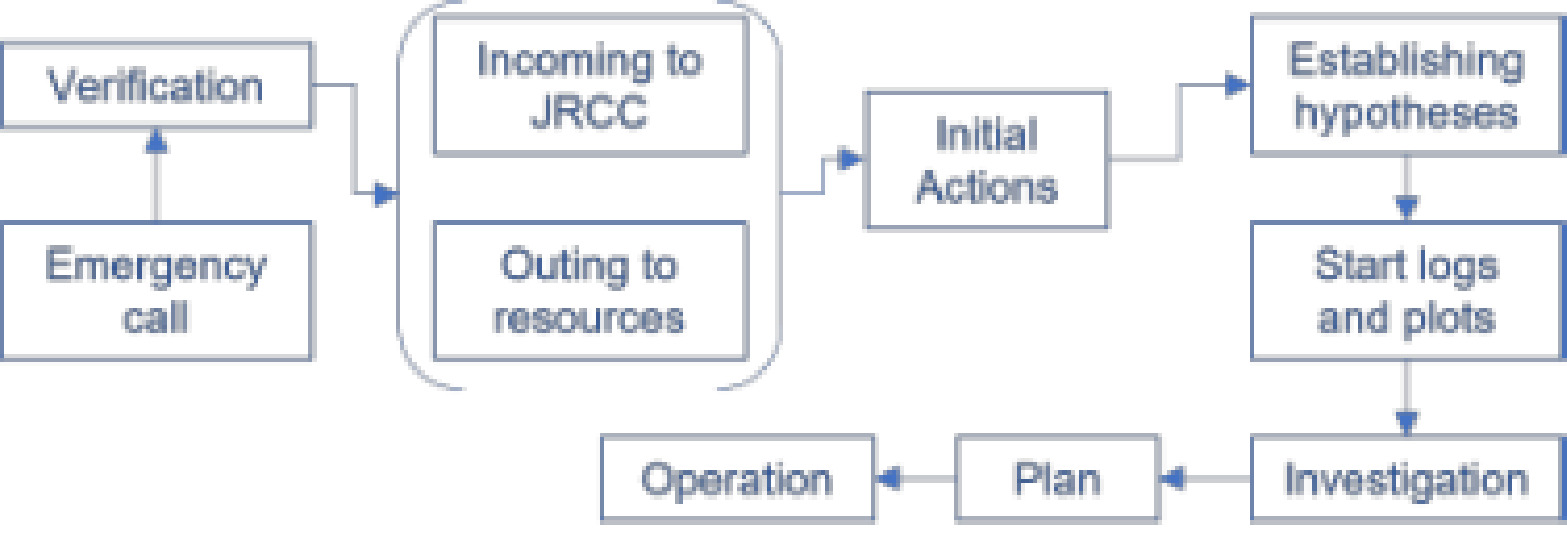 Verification
Emergency
call
Incoming to
JRCC
Outing to
resources
Initial
Actions
Establishing
hypotheses
Start logs
and plots
Investigation
Plan
Operation